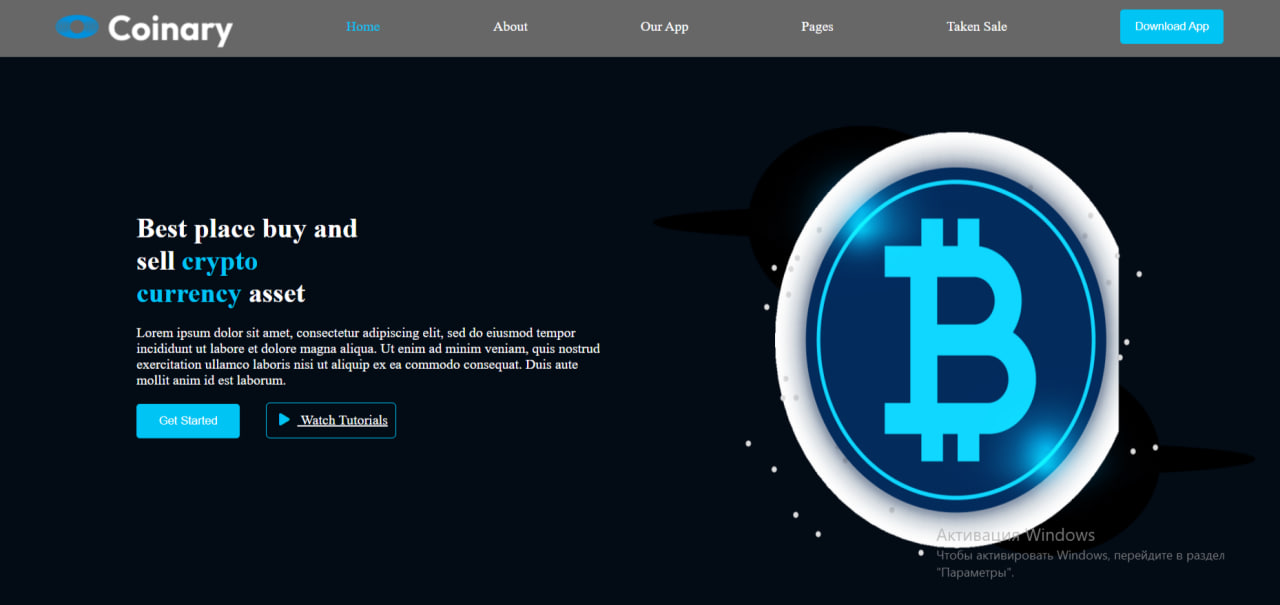 Coinary
Home
About
Our App
Pages
Taken Sale
Download App
Best place buy and
sell crypto
currency asset
Lorem ipsum dolor sit amet, consectetur adipiscing elit, sed do eiusmod tempor
incididunt ut labore et dolore magna aliqua. Ut enim ad minim veniam, quis nostrud
exercitation ullamco laboris nisi ut aliquip ex ea commodo consequat. Duis aute
mollit anim id est laborum.
Get Started
Watch Tutorials
Активация Windows
Чтобы активировать Windows, перейдите в раздел
"Параметры".